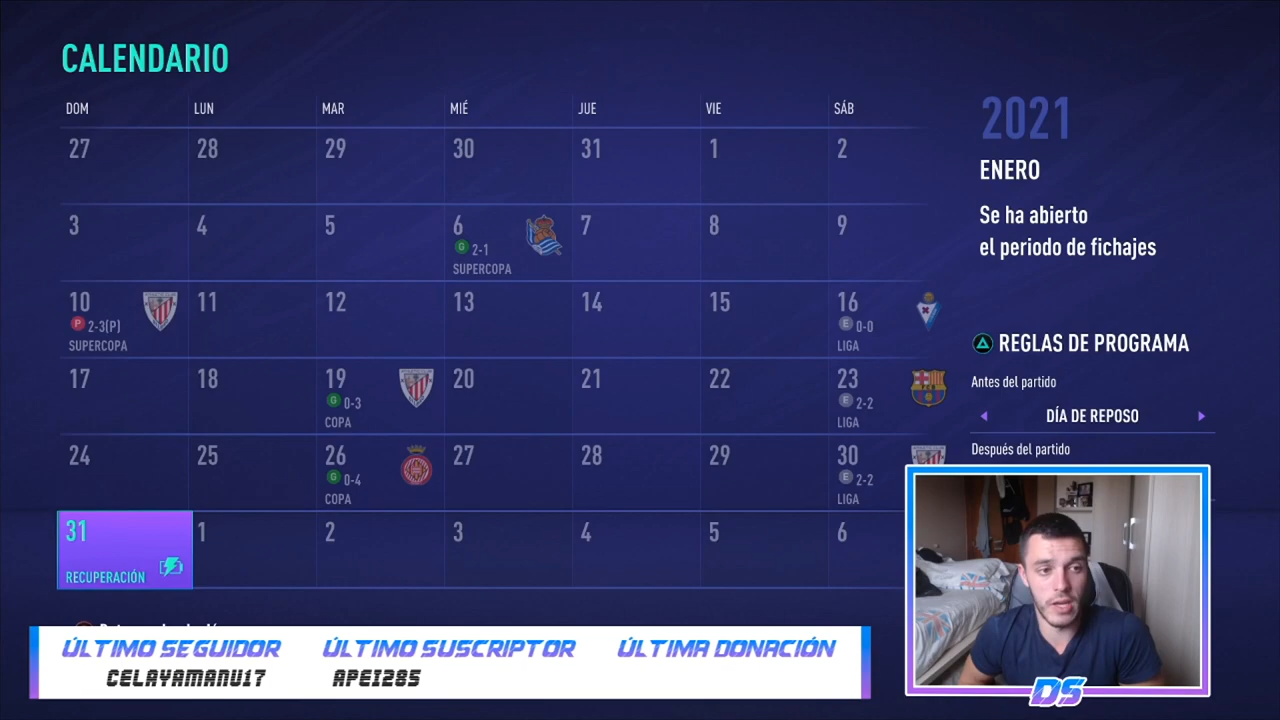 CALENDARIO
DOM LUN MAR MIÉ JUE VIE SÁB
27 28 29 30 31 1 2
3 4 5 6 7 8 9
G 2-1
SUPERCOPA
10 11 12 13 14 15 16
P 2-3(P) E 0-0
SUPERCOPA LIGA
17 18 19 20 21 22 23
G 0-3 E 2-2
COPA LIGA
24 25 26 27 28 29 30
G 0-4 E 2-2
COPA LIGA
31 1 2 3 4 5 6
RECUPERACIÓN
2021
ENERO
Se ha abierto
el periodo de fichajes
REGLAS DE PROGRAMA
Antes del partido
DÍA DE REPOSO
Después del partido
ÚLTIMO SEGUIDOR ÚLTIMO SUSCRIPTOR ÚLTIMA DONACIÓN
CELAYAMANU17 APEI285
DS